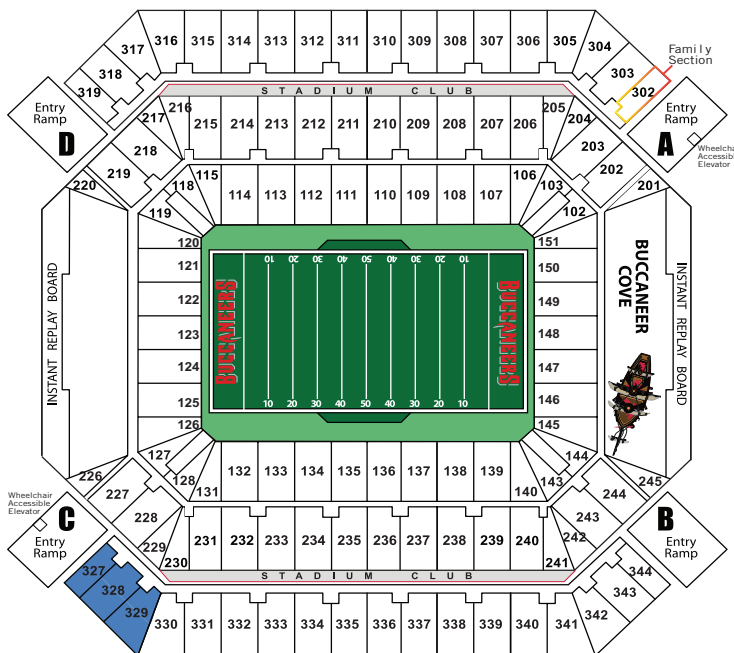 316 315 314 313 312 311 310 309 308 307 306 305
317 304
318 303
319 302
Family
Section
Entry
Ramp
D
Entry
Ramp
A
Wheelchair
Accessible
Elevator
STADIUM CLUB
216 205
217 215 214 213 212 211 210 209 208 207 206 204
218 203
219 202
220 201
115 106
118 114 113 112 111 110 109 108 107 103
119 102
120 151
121 150
122 149
123 148
124 147
125 146
126 145
10 20 30 40 50 40 30 20 10
BUCCANEERS
BUCCANEERS
10 20 30 40 50 40 30 20 10
INSTANT REPLAY BOARD
BUCCANEER
COVE
INSTANT REPLAY BOARD
127 144
128 132 133 134 135 136 137 138 139 143
131 140
226 245
227 244
228 243
229 231 232 233 234 235 236 237 238 239 240 242
230 241
STADIUM CLUB
Wheelchair
Accessible
Elevator
C
Entry
Ramp
B
Entry
Ramp
327 344
328 343
329 342
330 331 332 333 334 335 336 337 338 339 340 341